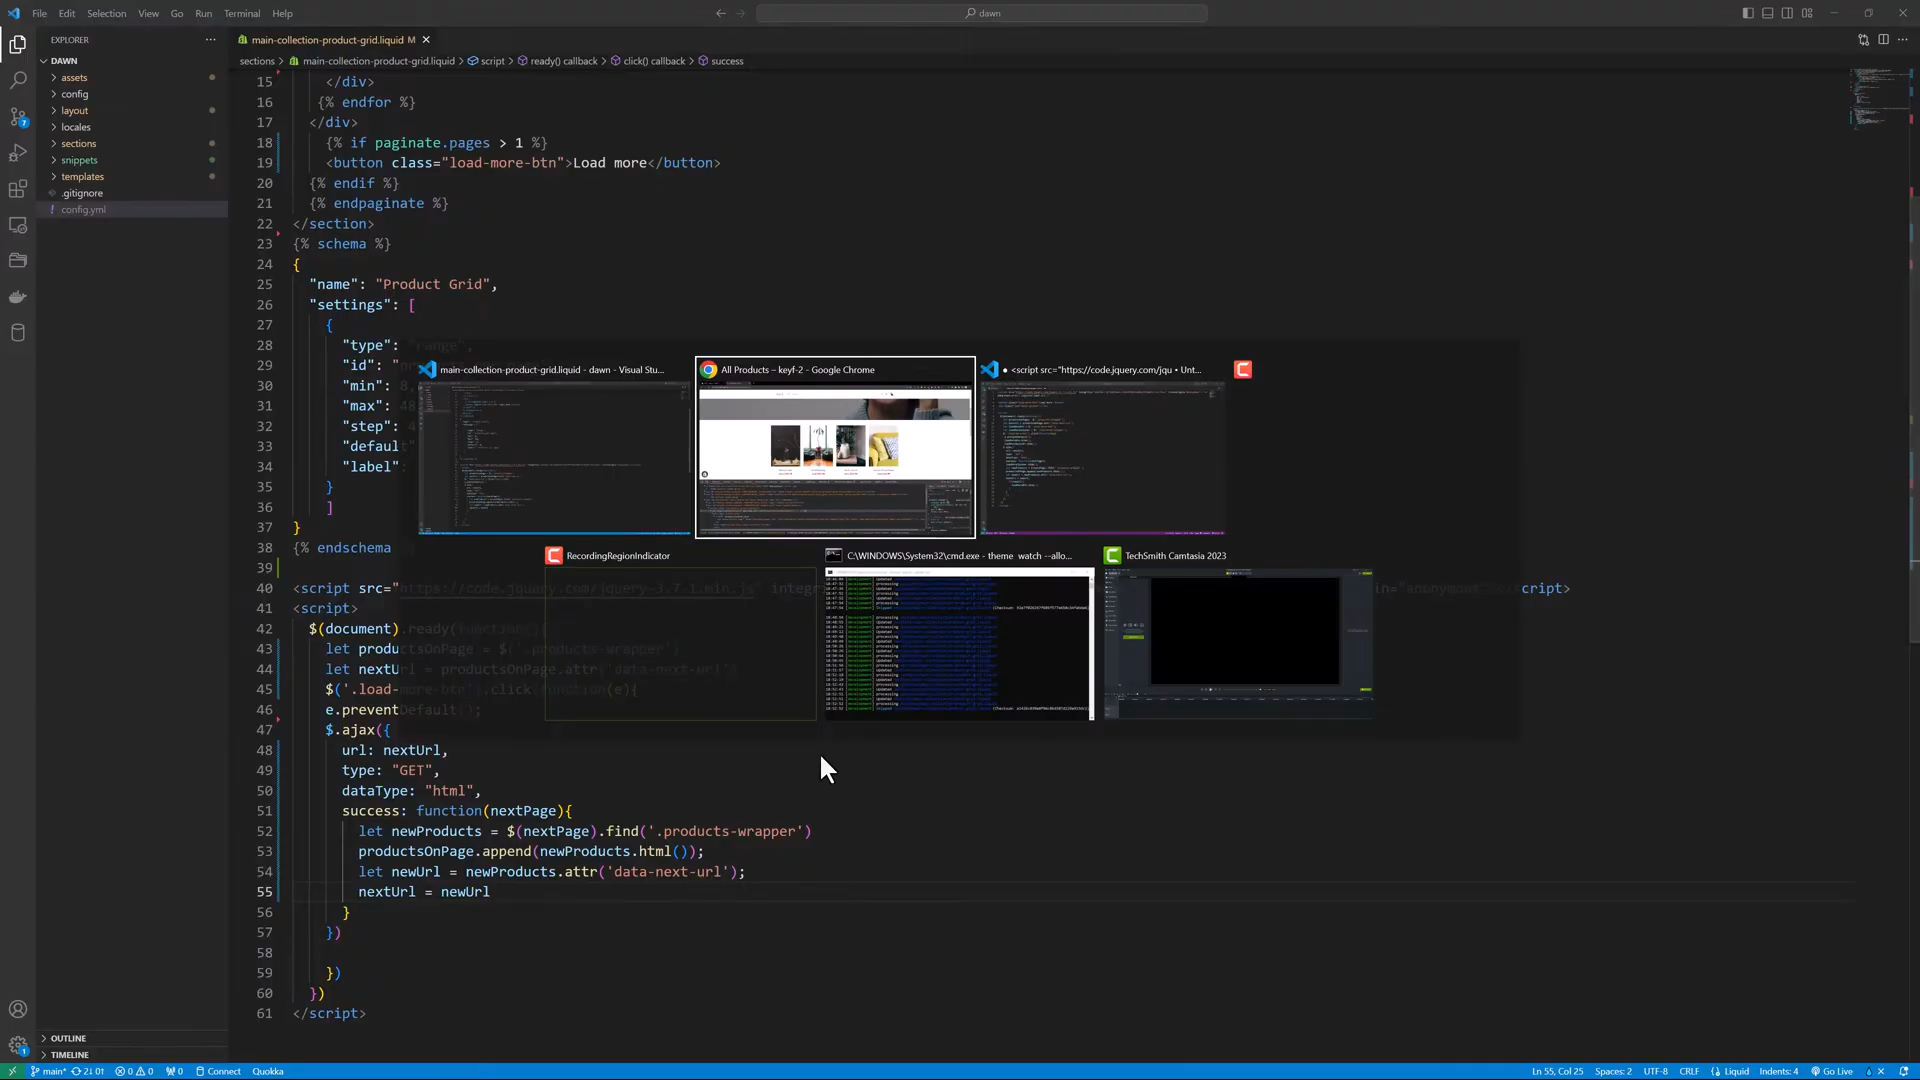 File Edit Selection View Go Run Terminal Help
dawn
EXPLORER
main-collection-product-grid.liquid M
DAWN
sections > main-collection-product-grid.liquid > script > ready() callback > click() callback > success
assets
config
layout
locales
sections
snippets
templates
.gitignore
config.yml
15 </div>
16 {% endfor %}
17 </div>
18 {% if paginate.pages > 1 %}
19 <button class="load-more-btn">Load more</button>
20 {% endif %}
21 {% endpaginate %}
22 </section>
23 {% schema %}
24 {
25 "name": "Product Grid",
26 "settings": [
27 {
28 "type": "range",
29 "id":
30 "min": 8,
31 "max": 48
32 "step": 4
33 "default"
34 "label":
35 }
36 ]
37 }
38 {% endschema
39
40 <script src="https://code.jquery.com/jquery-3.7.1.min.js" integr in="anonymous"></script>
41 <script>
42 $(document).ready(function(){
43 let productsOnPage = $('.products-wrapper')
44 let nextUrl = productsOnPage.attr("data-next-url")
45 $('.load-more-btn').click(function(e){
46 e.preventDefault();
47 $.ajax({
48 url: nextUrl,
49 type: "GET",
50 dataType: "html",
51 success: function(nextPage){
52 let newProducts = $(nextPage).find('.products-wrapper')
53 productsOnPage.append(newProducts.html());
54 let newUrl = newProducts.attr('data-next-url');
55 nextUrl = newUrl
56 }
57 })
58
59 })
60 })
61 </script>
main-collection-product-grid.liquid - dawn - Visual Stu...
All Products – keyf-2 - Google Chrome
● <script src="https://code.jquery.com/jqu • Unt...
RecordingRegionIndicator
C:\WINDOWS\System32\cmd.exe - theme watch --allo...
TechSmith Camtasia 2023
OUTLINE
TIMELINE
main* 2↓ 0↑ 0 0 0 Connect Quokka
Ln 55, Col 25 Spaces: 2 UTF-8 CRLF Liquid Indents: 4 Go Live